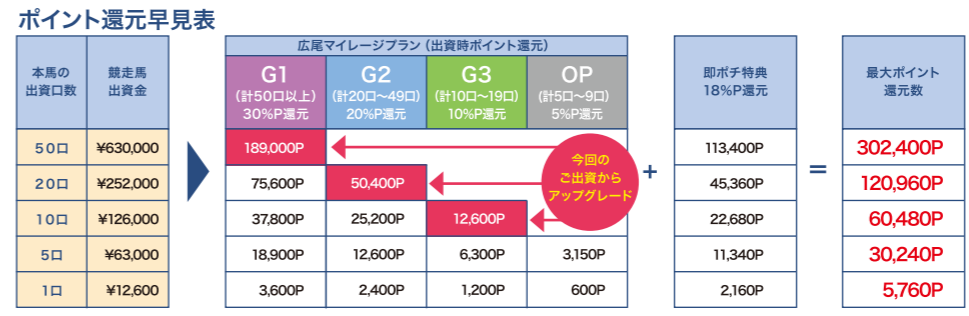 ポイント還元早見表
本馬の
出資口数
競走馬
出資金
広尾マイレージプラン（出資時ポイント還元）
G1
（計50口以上）
30%P還元
G2
（計20口～49口）
20%P還元
G3
（計10口～19口）
10%P還元
OP
（計5口～9口）
5%P還元
即ポチ特典
18%P還元
最大ポイント
還元数
50口 ¥630,000 189,000P 113,400P 302,400P
20口 ¥252,000 75,600P 50,400P 45,360P 120,960P
10口 ¥126,000 37,800P 25,200P 12,600P 22,680P 60,480P
5口 ¥63,000 18,900P 12,600P 6,300P 3,150P 11,340P 30,240P
1口 ¥12,600 3,600P 2,400P 1,200P 600P 2,160P 5,760P
今回の
ご出資から
アップグレード
+
=